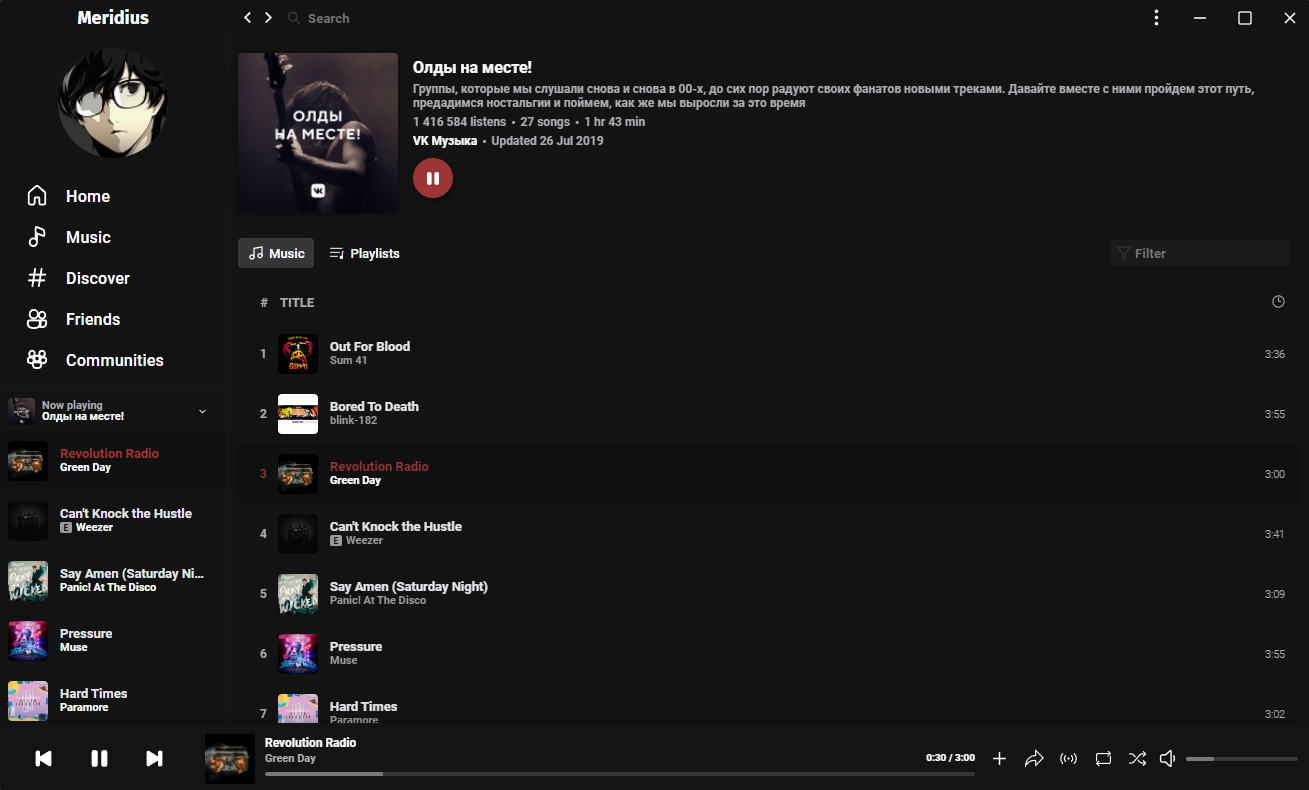 Meridius
Search
Home
Music
Discover
Friends
Communities
Now playing
Олды на месте!
Revolution Radio
Green Day
Can't Knock the Hustle
E Weezer
Say Amen (Saturday Ni...
Panic! At The Disco
Pressure
Muse
Hard Times
Paramore
ОЛДЫ
НА МЕСТЕ!
Олды на месте!
Группы, которые мы слушали снова и снова в 00-х, до сих пор радуют своих фанатов новыми треками. Давайте вместе с ними пройдем этот путь,
предадимся ностальгии и поймем, как же мы выросли за это время
1 416 584 listens • 27 songs • 1 hr 43 min
VK Музыка • Updated 26 Jul 2019
Music Playlists Filter
# TITLE
1 Out For Blood 3:36
Sum 41
2 Bored To Death 3:55
blink-182
3 Revolution Radio 3:00
Green Day
4 Can't Knock the Hustle 3:41
E Weezer
5 Say Amen (Saturday Night) 3:09
Panic! At The Disco
6 Pressure 3:55
Muse
7 Hard Times 3:02
Paramore
Revolution Radio
Green Day
0:30 / 3:00